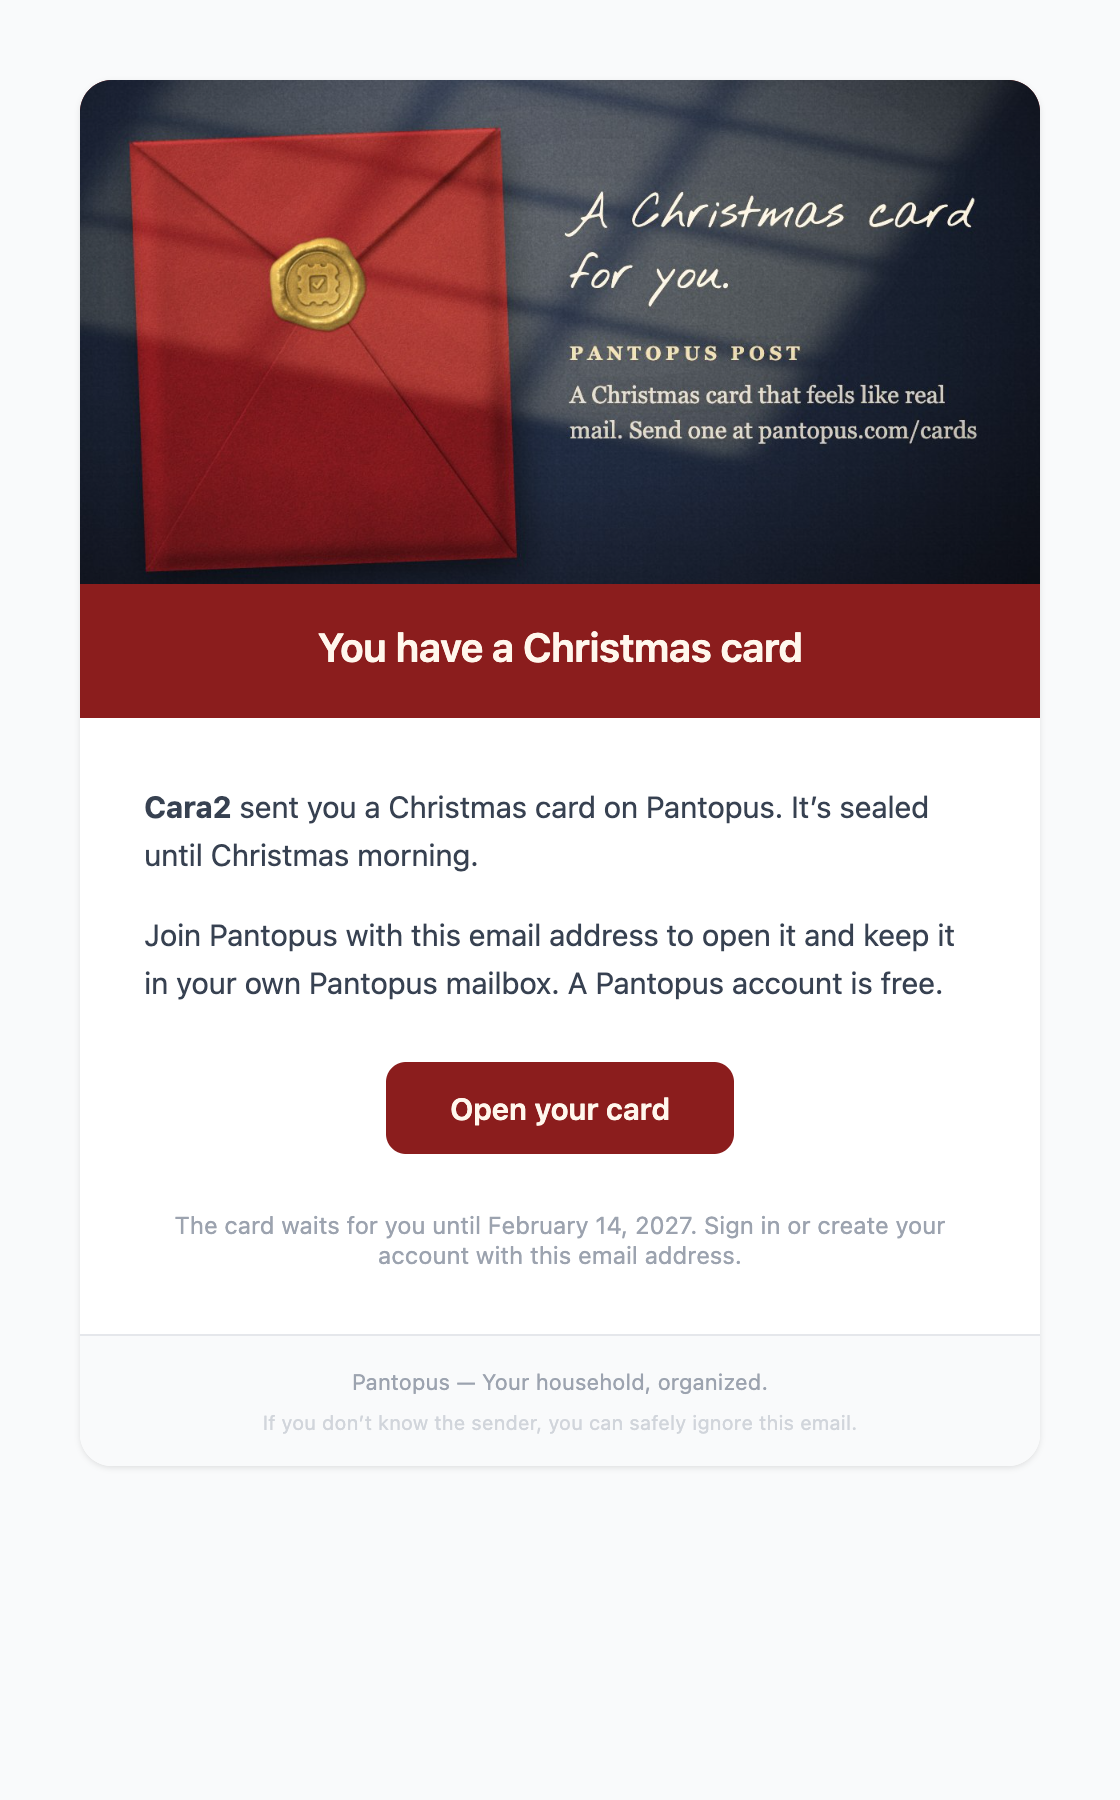 A Christmas card
for you.
PANTOPUS POST
A Christmas card that feels like real
mail. Send one at pantopus.com/cards
You have a Christmas card
Cara2 sent you a Christmas card on Pantopus. It’s sealed
until Christmas morning.
Join Pantopus with this email address to open it and keep it
in your own Pantopus mailbox. A Pantopus account is free.
Open your card
The card waits for you until February 14, 2027. Sign in or create your
account with this email address.
Pantopus — Your household, organized.
If you don’t know the sender, you can safely ignore this email.